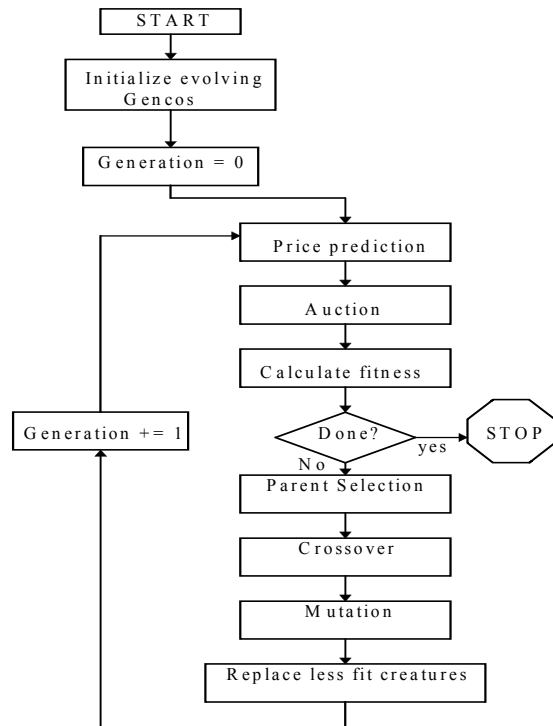 START
Initialize evolving
Gencos
Generation = 0
Price prediction
Auction
Calculate fitness
Generation += 1
Done?
yes
STOP
No
Parent Selection
Crossover
Mutation
Replace less fit creatures